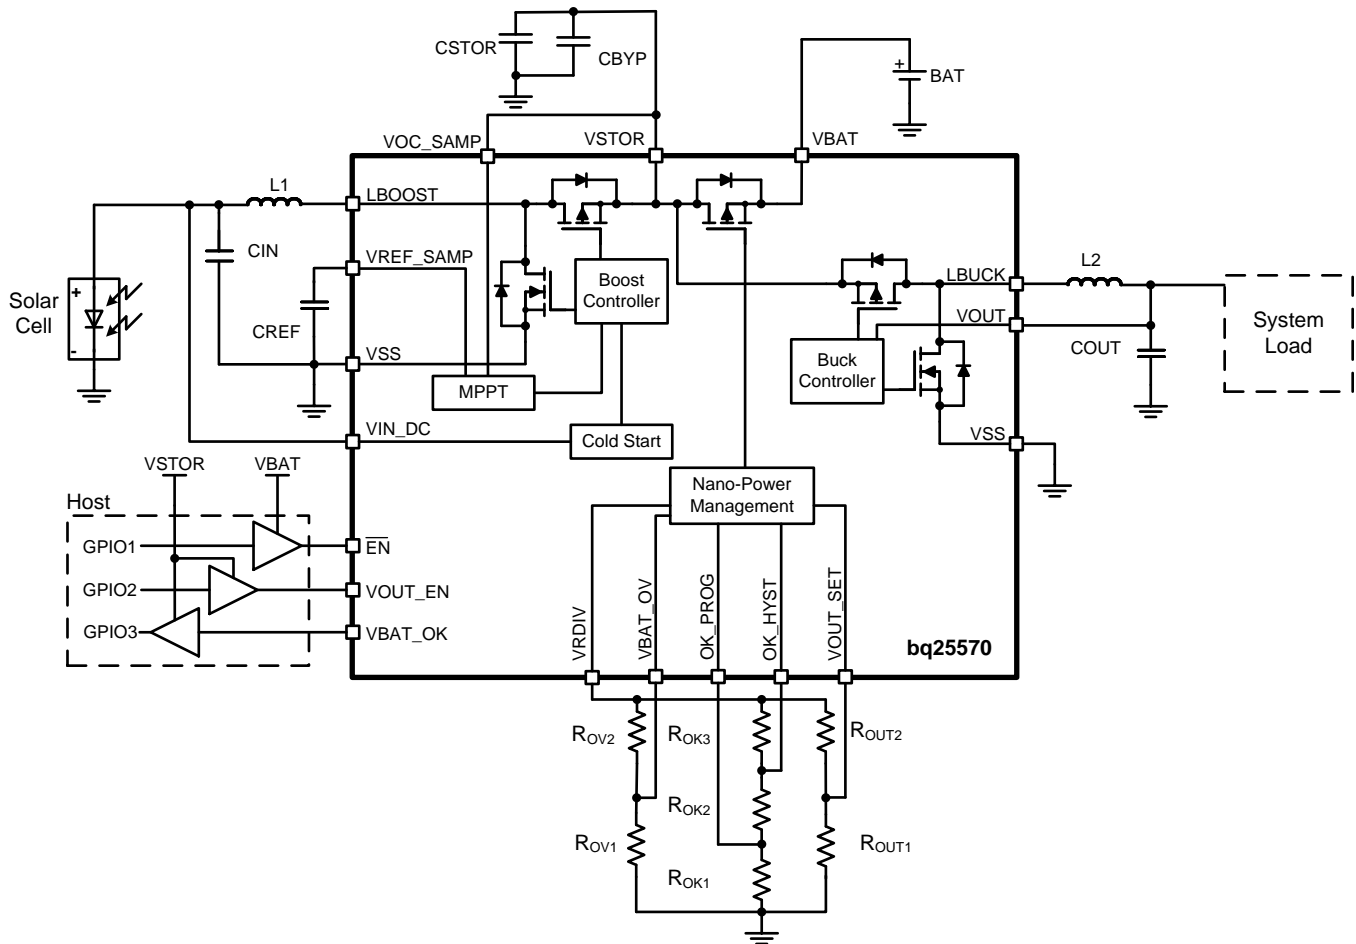 CSTOR
CBYP
+
BAT
VOC_SAMP
VSTOR
VBAT
L1
LBOOST
CIN
VREF_SAMP
Boost
Controller
LBUCK
L2
Solar
Cell
+
-
CREF
VOUT
System
Load
VSS
MPPT
Buck
Controller
COUT
VIN_DC
Cold Start
VSS
VSTOR
VBAT
Nano-Power
Management
Host
GPIO1
EN
GPIO2
VOUT_EN
GPIO3
VBAT_OK
VRDIV
VBAT_OV
OK_PROG
OK_HYST
VOUT_SET
bq25570
ROV2
ROK3
ROUT2
ROK2
ROV1
ROUT1
ROK1